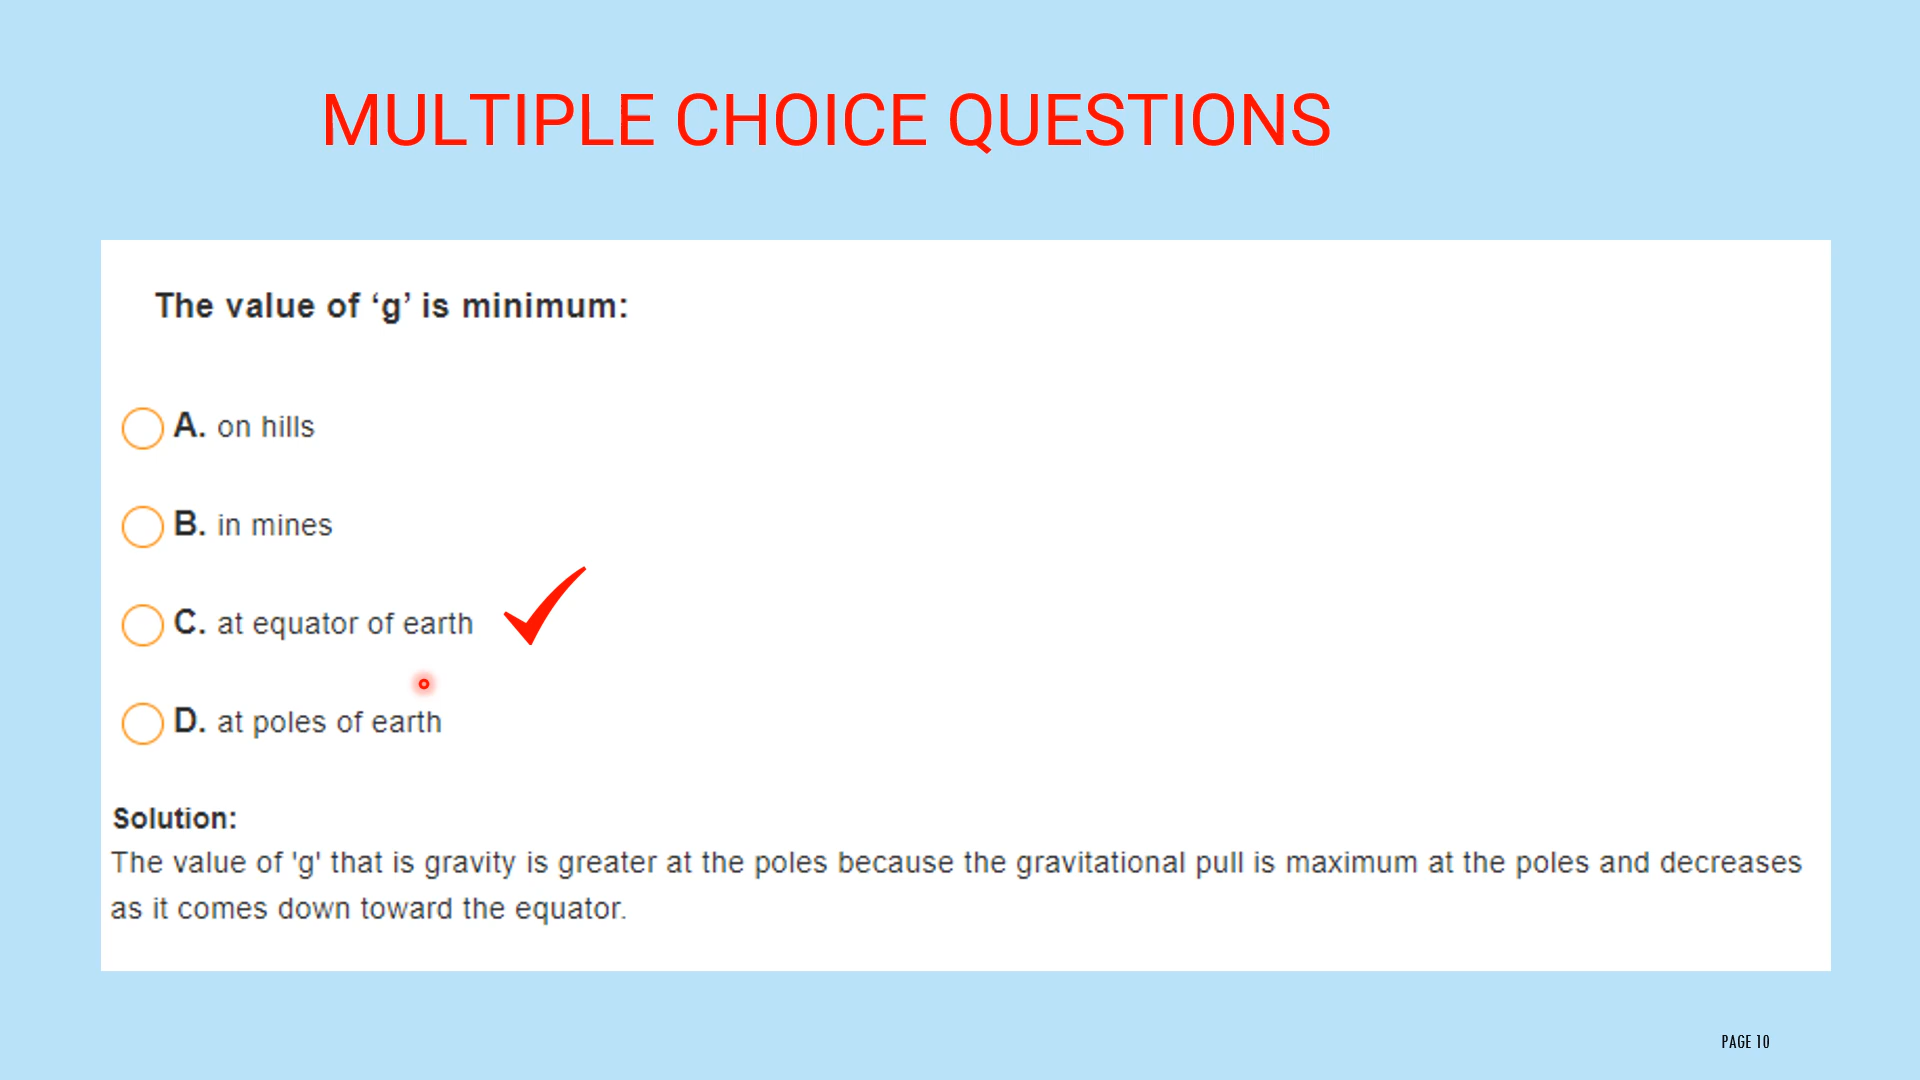 MULTIPLE CHOICE QUESTIONS
The value of ‘g’ is minimum:
A. on hills
B. in mines
C. at equator of earth
D. at poles of earth
Solution:
The value of 'g' that is gravity is greater at the poles because the gravitational pull is maximum at the poles and decreases
as it comes down toward the equator.
PAGE 10